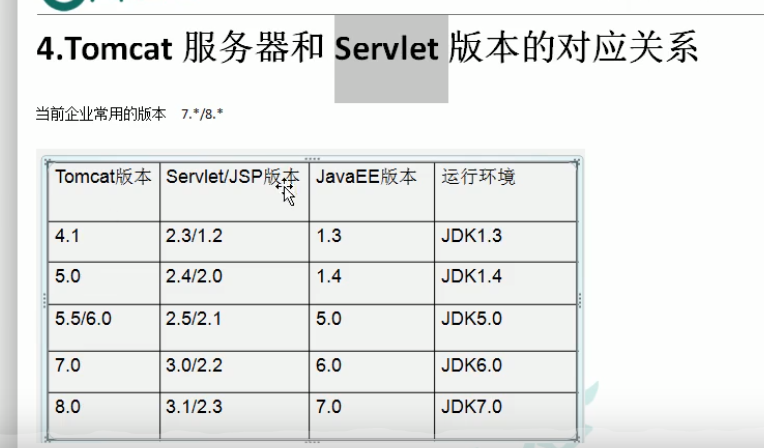 4.Tomcat 服务器和 Servlet 版本的对应关系
当前企业常用的版本 7.*/8.*
Tomcat版本 Servlet/JSP版本 JavaEE版本 运行环境
4.1 2.3/1.2 1.3 JDK1.3
5.0 2.4/2.0 1.4 JDK1.4
5.5/6.0 2.5/2.1 5.0 JDK5.0
7.0 3.0/2.2 6.0 JDK6.0
8.0 3.1/2.3 7.0 JDK7.0